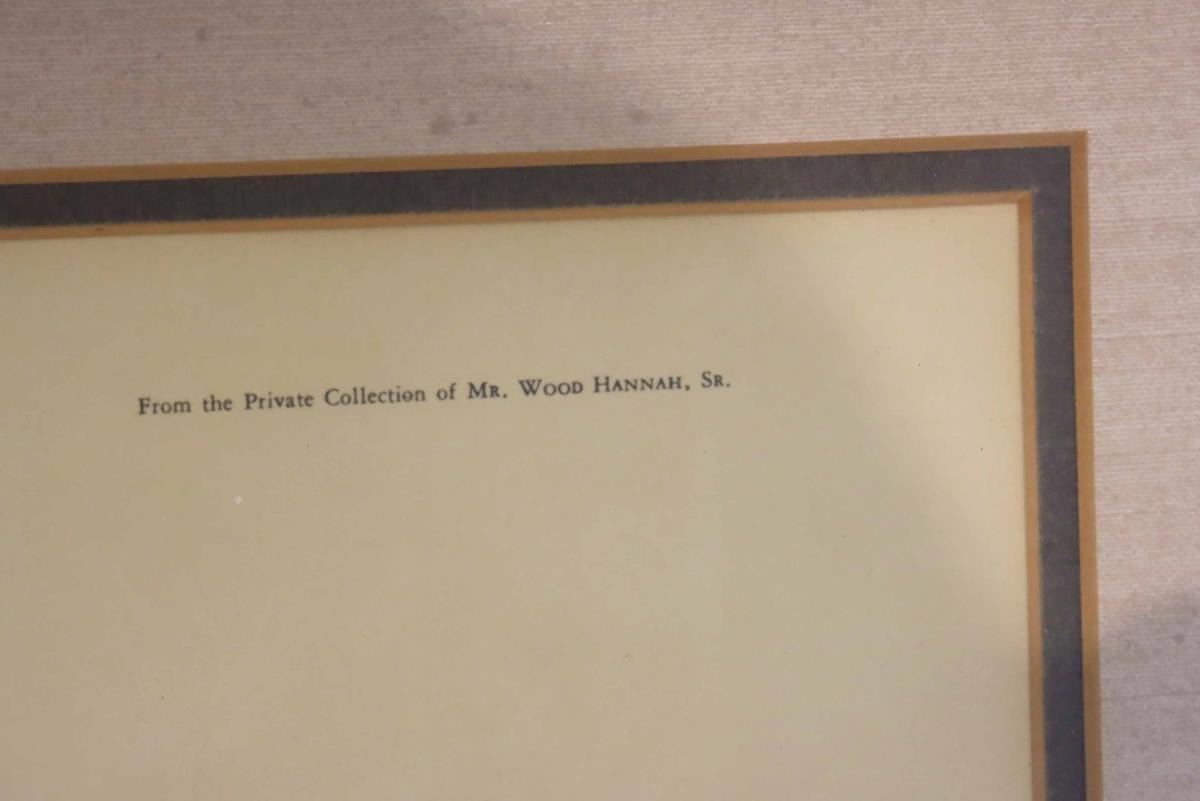 From the Private Collection of Mr. Wood Hannah, Sr.